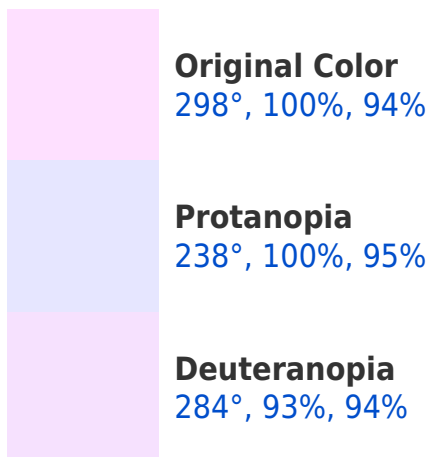 Original Color
298°, 100%, 94%
Protanopia
238°, 100%, 95%
Deuteranopia
284°, 93%, 94%